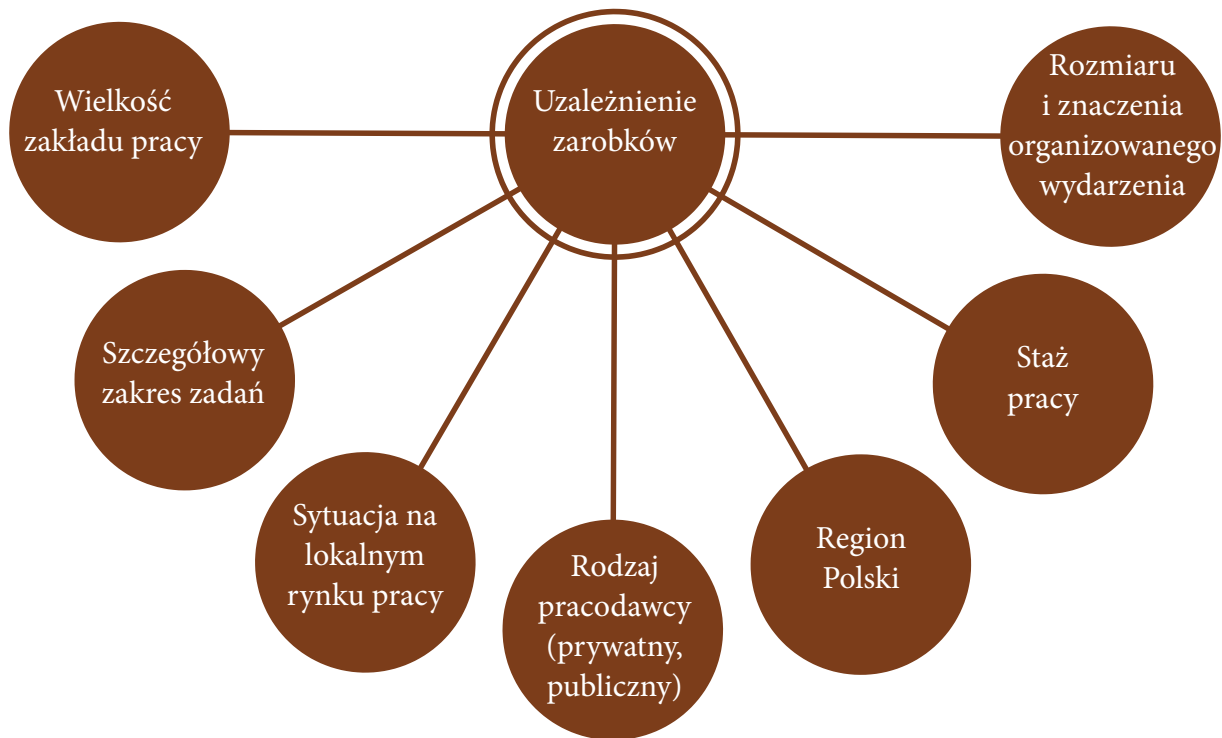 Wielkość
zakładu pracy
Uzależnienie
zarobków
Rozmiaru
i znaczenia
organizowanego
wydarzenia
Szczegółowy
zakres zadań
Staż
pracy
Sytuacja na
lokalnym
rynku pracy
Rodzaj
pracodawcy
(prywatny,
publiczny)
Region
Polski